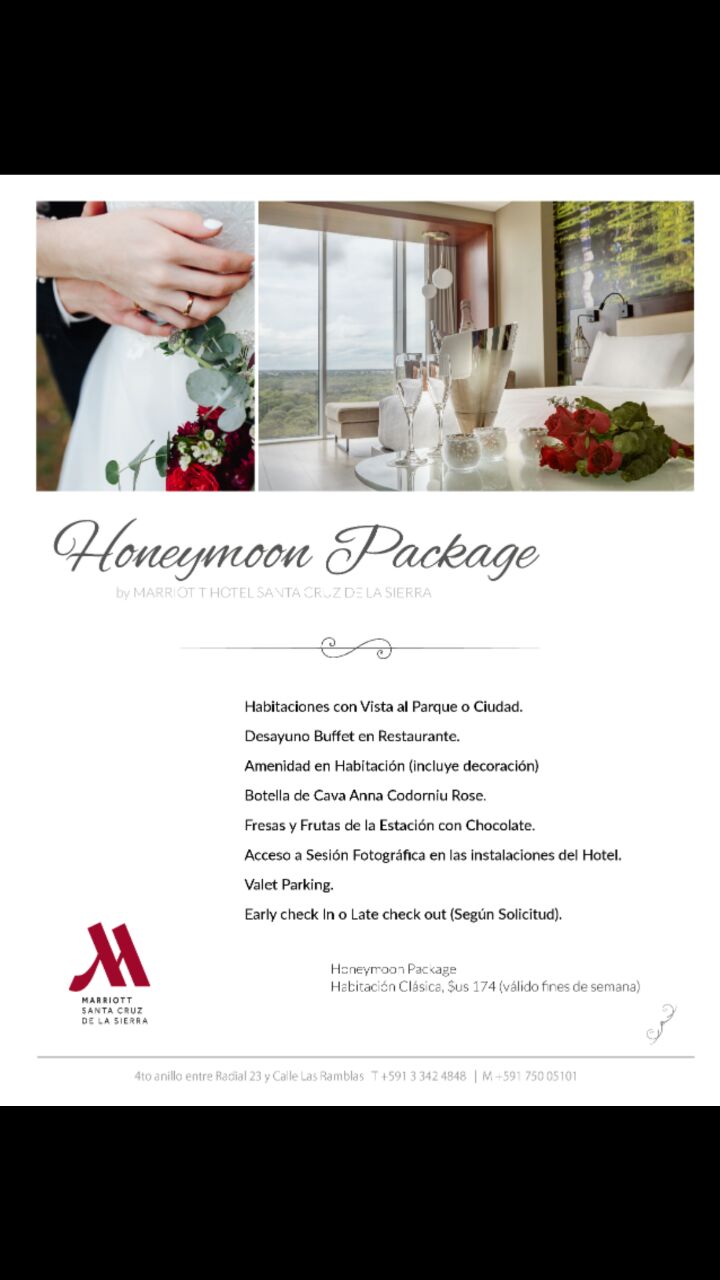 Honeymoon Package
by MARRIOTT HOTEL SANTA CRUZ DE LA SIERRA
Habitaciones con Vista al Parque o Ciudad.
Desayuno Buffet en Restaurante.
Amenidad en Habitación (incluye decoración)
Botella de Cava Anna Codorniu Rose.
Fresas y Frutas de la Estación con Chocolate.
Acceso a Sesión Fotográfica en las instalaciones del Hotel.
Valet Parking.
Early check In o Late check out (Según Solicitud).
Honeymoon Package
Habitación Clásica, $us 174 (válido fines de semana)
MARRIOTT
SANTA CRUZ
DE LA SIERRA
4to anillo entre Radial 23 y Calle Las Ramblas T +591 3 342 4848 | M +591 750 05101